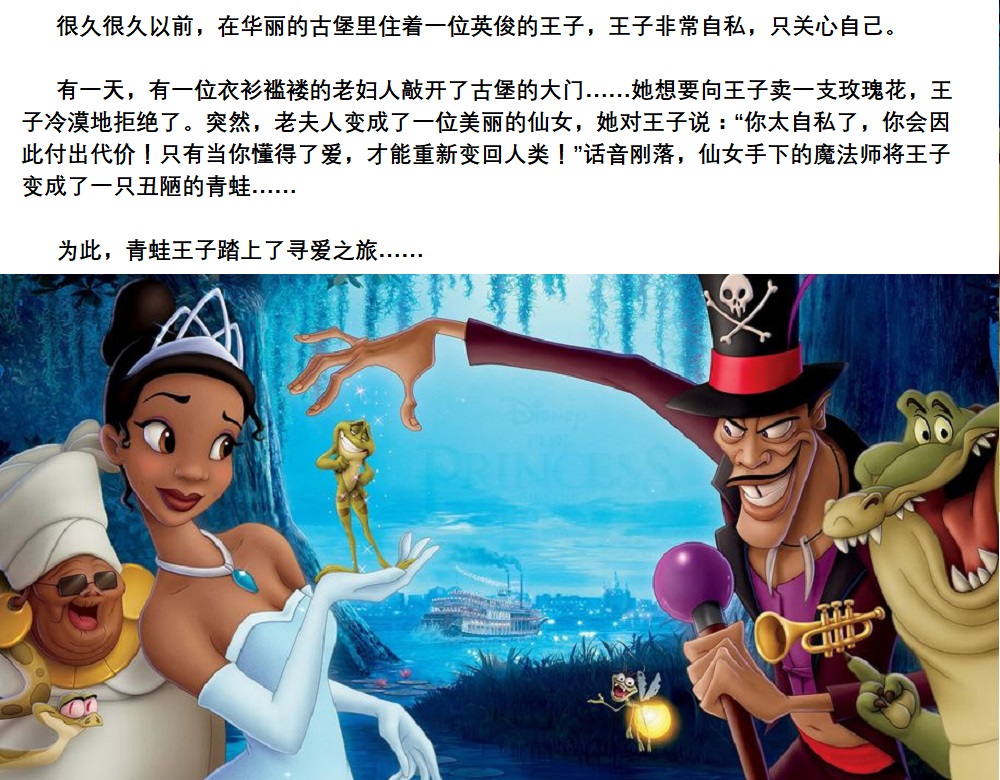 很久很久以前，在华丽的古堡里住着一位英俊的王子，王子非常自私，只关心自己。
有一天，有一位衣衫褴褛的老妇人敲开了古堡的大门……她想要向王子卖一支玫瑰花，王
子冷漠地拒绝了。突然，老夫人变成了一位美丽的仙女，她对王子说：“你太自私了，你会因
此付出代价！只有当你懂得了爱，才能重新变回人类！”话音刚落，仙女手下的魔法师将王子
变成了一只丑陋的青蛙……
为此，青蛙王子踏上了寻爱之旅……